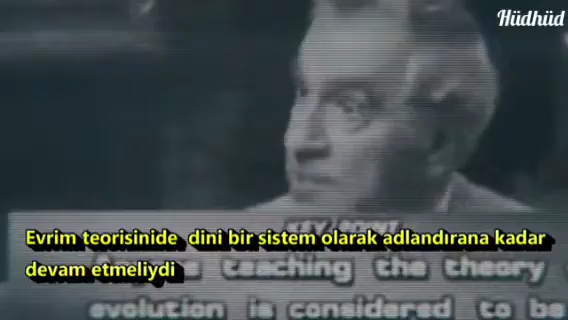 Hüdhüd
KEY POINT
Evrim teorisinide dini bir sistem olarak adlandırana kadar
devam etmeliydi
teaching the theory
evolution is considered to be